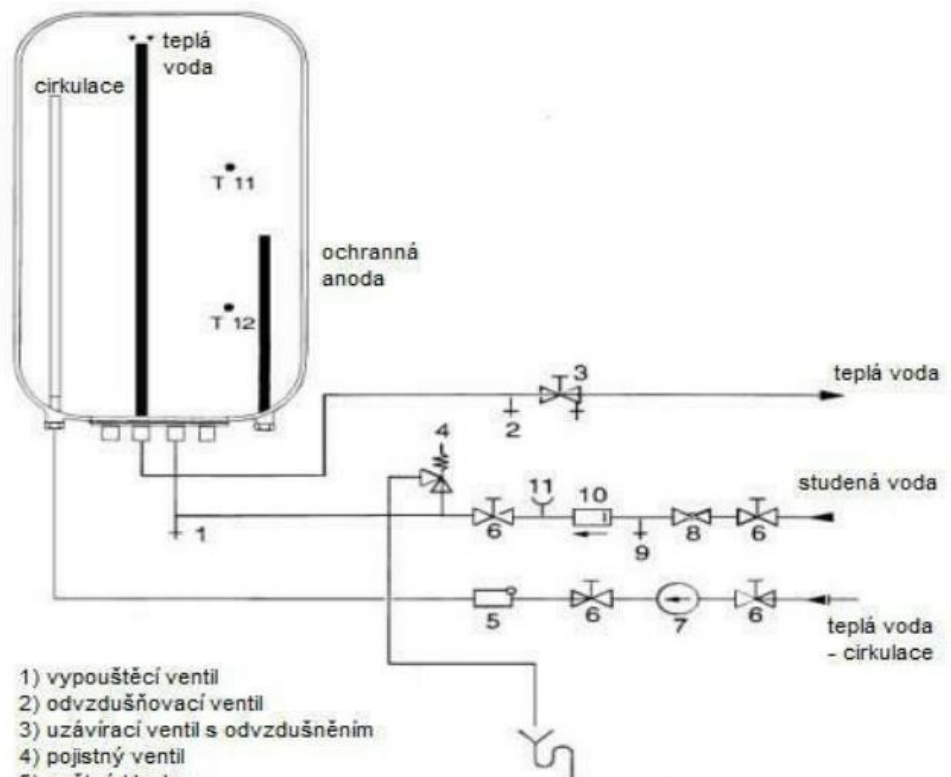 teplá
voda
cirkulace
T 11
ochranná
anoda
T 12
3
teplá voda
2
4
studená voda
11
10
1
6
9
8
6
5
6
7
6
teplá voda
- cirkulace
1) vypouštěcí ventil
2) odvzdušňovací ventil
3) uzávírací ventil s odvzdušněním
4) pojistný ventil